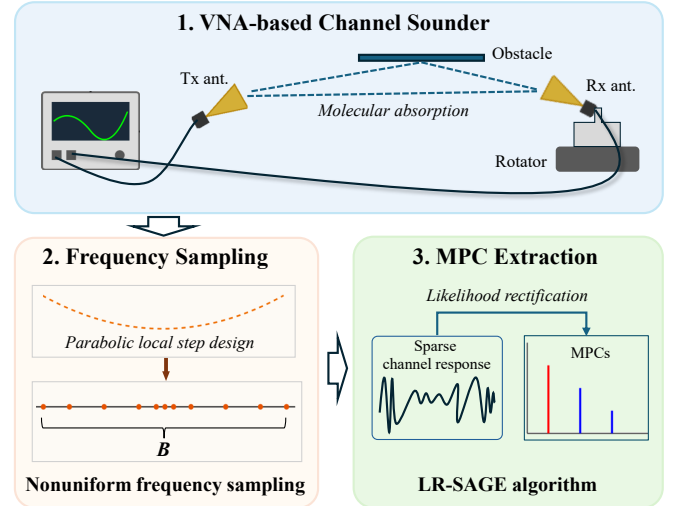 1. VNA-based Channel Sounder
Obstacle
Tx ant.
Rx ant.
Molecular absorption
Rotator
2. Frequency Sampling
Parabolic local step design
B
Nonuniform frequency sampling
3. MPC Extraction
Likelihood rectification
Sparse
channel response
MPCs
LR-SAGE algorithm